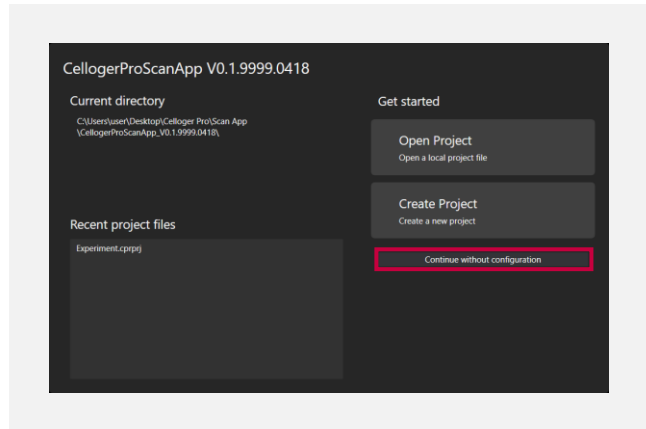 CellogerProScanApp V0.1.9999.0418
Current directory
C:\Users\user\Desktop\Celloger Pro\Scan App
\CellogerProScanApp_V0.1.9999.0418\
Recent project files
Experiment.cprprj
Get started
Open Project
Open a local project file
Create Project
Create a new project
Continue without configuration